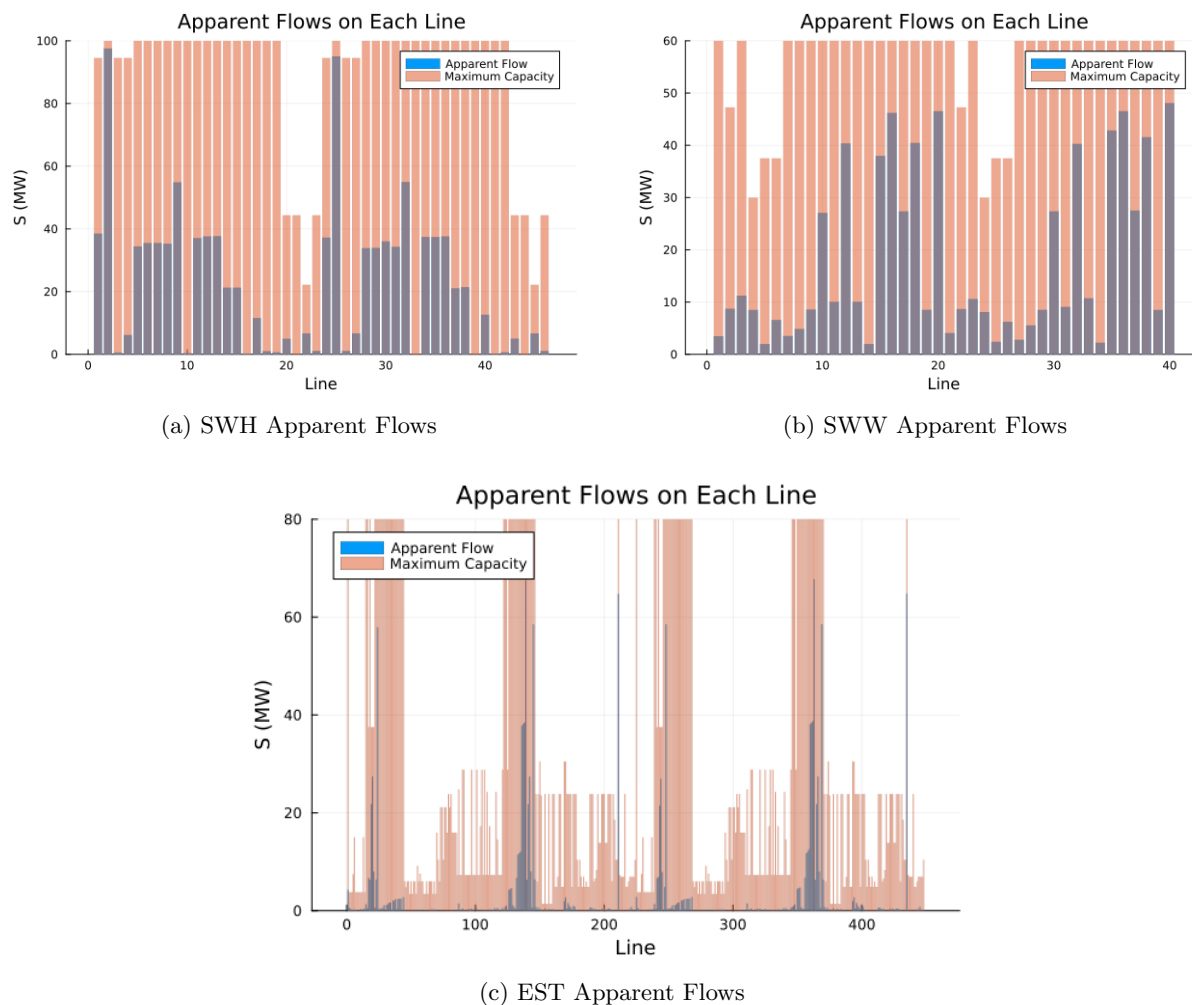 Apparent Flows on Each Line
100
80
60
40
20
0
S (MW)
Apparent Flow
Maximum Capacity
0 10 20 30 40
Line
(a) SWH Apparent Flows
Apparent Flows on Each Line
60
50
40
30
20
10
0
S (MW)
Apparent Flow
Maximum Capacity
0 10 20 30 40
Line
(b) SWW Apparent Flows
Apparent Flows on Each Line
80
60
40
20
0
S (MW)
Apparent Flow
Maximum Capacity
0 100 200 300 400
Line
(c) EST Apparent Flows